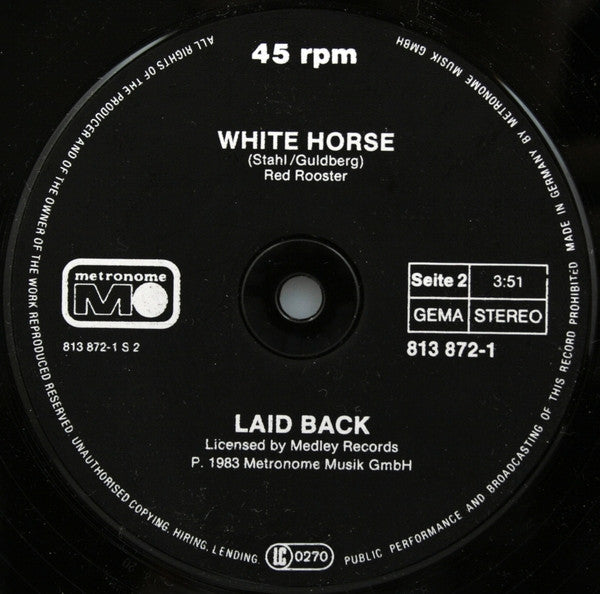 45 rpm
WHITE HORSE
(Stahl/Guldberg)
Red Rooster
metronome
M
813 872-1 S 2
Seite 2 3:51
GEMA STEREO
813 872-1
LAID BACK
Licensed by Medley Records
P. 1983 Metronome Musik GmbH
LC 0270
ALL RIGHTS OF THE PRODUCER AND OF THE OWNER OF THE WORK REPRODUCED RESERVED UNAUTHORISED COPYING, HIRING, LENDING, PUBLIC PERFORMANCE AND BROADCASTING OF THIS RECORD PROHIBITED MADE IN GERMANY BY METRONOME MUSIK GMBH